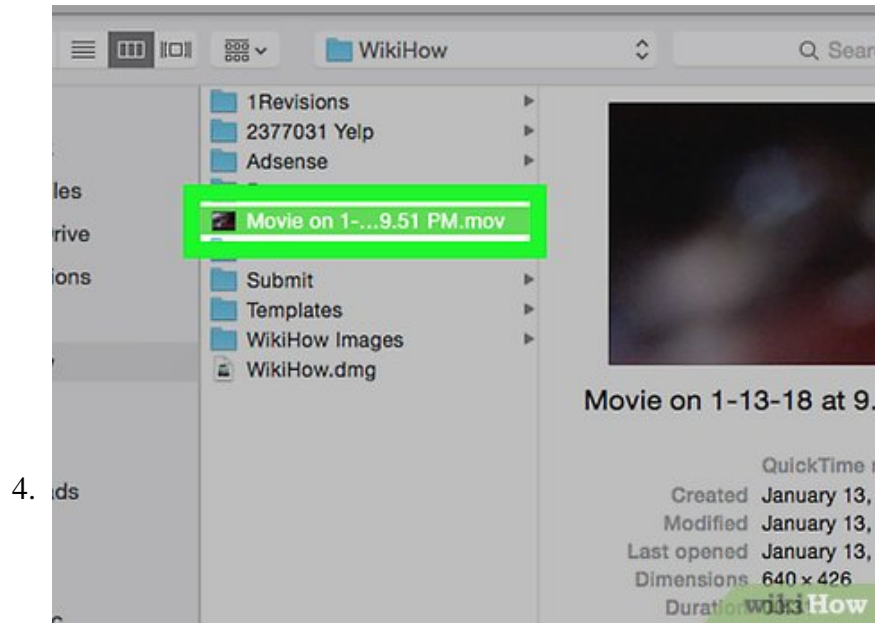 WikiHow
Sear
1Revisions
2377031 Yelp
Adsense
les
Movie on 1-...9.51 PM.mov
rive
ions
Submit
Templates
WikiHow Images
WikiHow.dmg
Movie on 1-13-18 at 9.
QuickTime
4.
ds
Created January 13,
Modified January 13,
Last opened January 13,
Dimensions 640 × 426
Duration
wikiHow